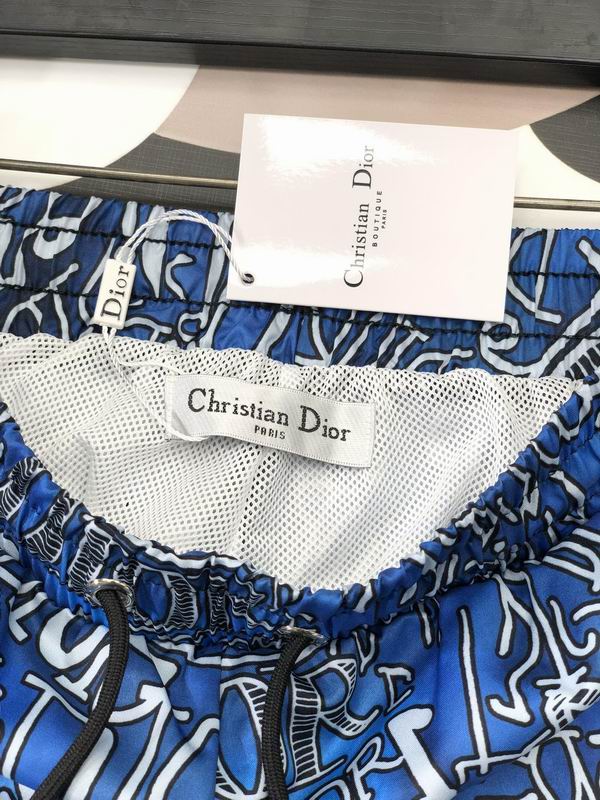 Christian Dior
BOUTIQUE
PARIS
Dior
Christian Dior
PARIS